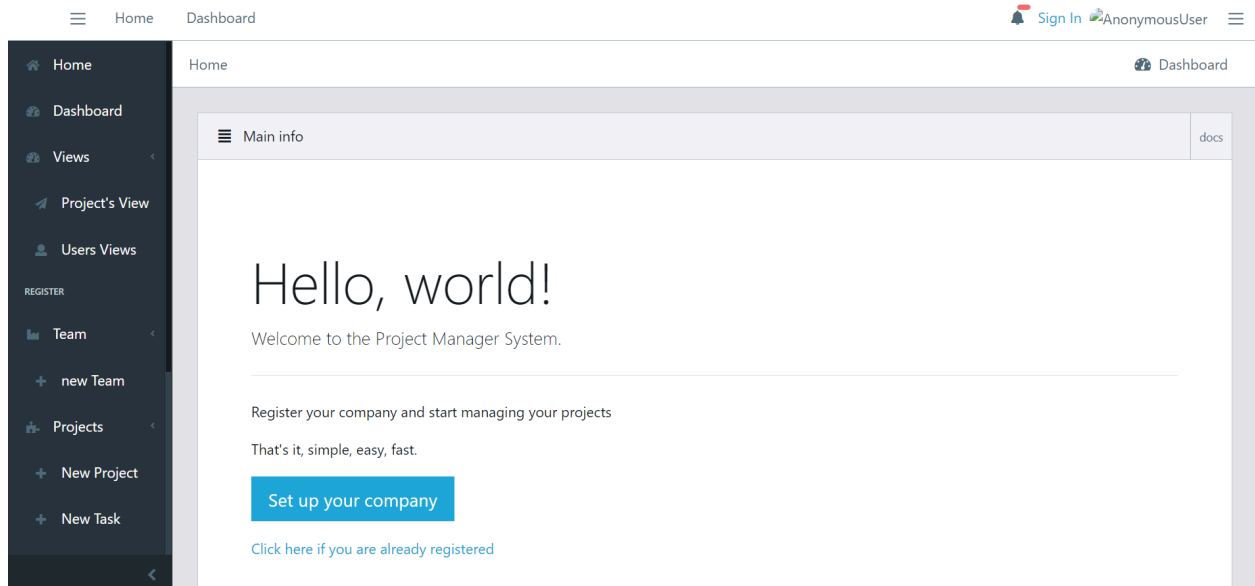 Home Dashboard Sign In AnonymousUser
Home
Dashboard
Views
Project's View
Users Views
REGISTER
Team
new Team
Projects
New Project
New Task
Home Dashboard
Main info docs
Hello, world!
Welcome to the Project Manager System.
Register your company and start managing your projects
That's it, simple, easy, fast.
Set up your company
Click here if you are already registered